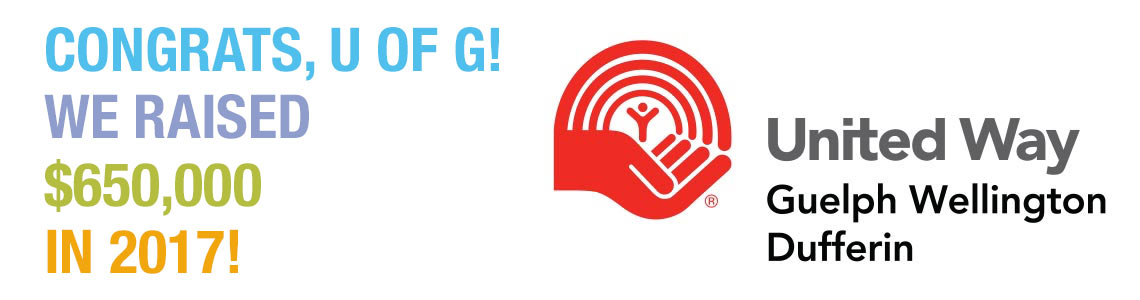 CONGRATS, U OF G!
WE RAISED
$650,000
IN 2017!
United Way
Guelph Wellington
Dufferin
®